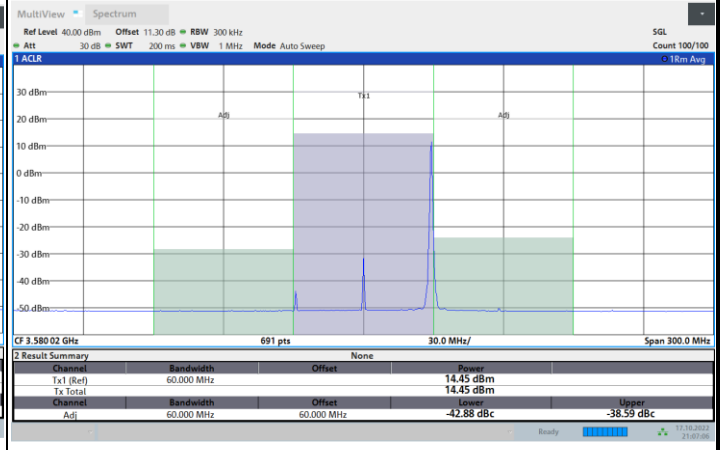 MultiView Spectrum
Ref Level 40.00 dBm Offset 11.30 dB RBW 300 kHz SGL
Att 30 dB SWT 200 ms VBW 1 MHz Mode Auto Sweep Count 100/100
1 ACLR 1Rm Avg
30 dBm
Tx1
20 dBm
Adj Adj
10 dBm
0 dBm
-10 dBm
-20 dBm
-30 dBm
-40 dBm
-50 dBm
CF 3.580 02 GHz 691 pts 30.0 MHz/ Span 300.0 MHz
2 Result Summary None
Channel Bandwidth Offset Power
Tx1 (Ref) 60.000 MHz 14.45 dBm
Tx Total 14.45 dBm
Channel Bandwidth Offset Lower Upper
Adj 60.000 MHz 60.000 MHz -42.88 dBc -38.59 dBc
Ready 17.10.2022
21:07:06